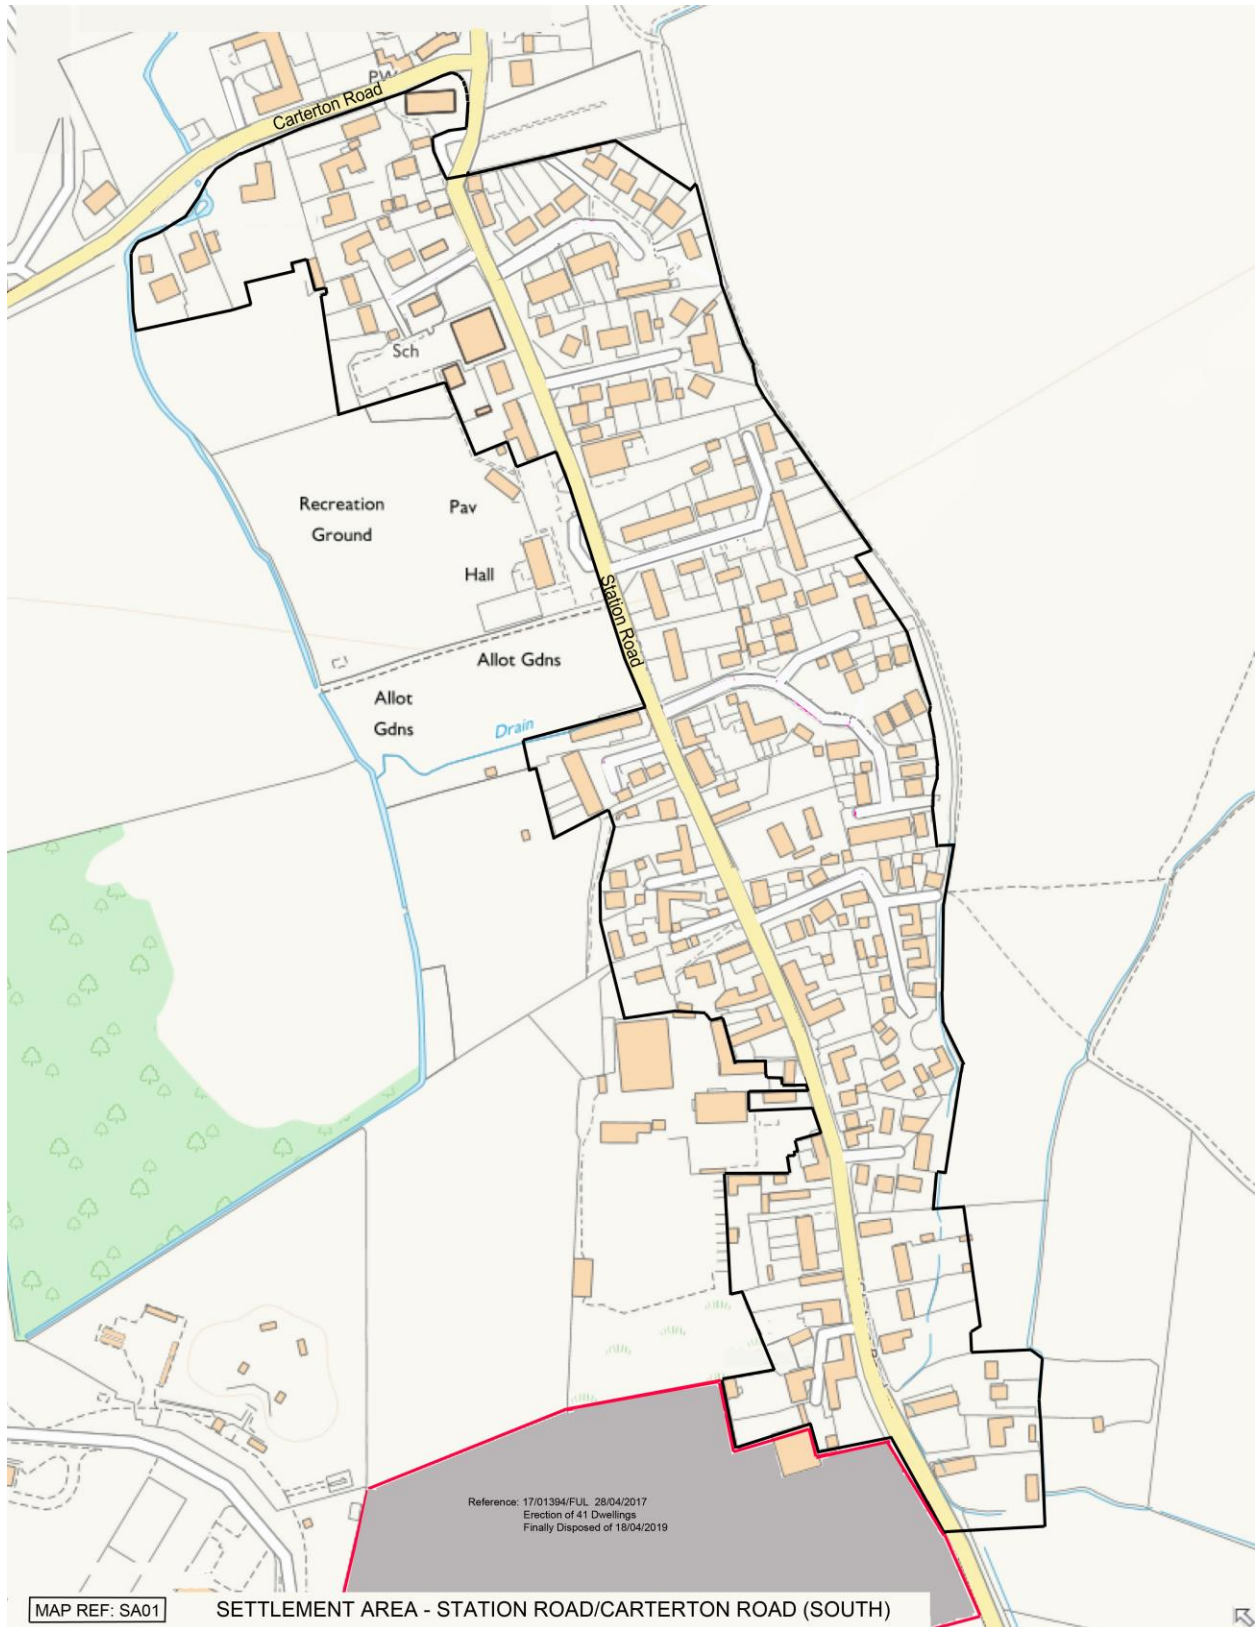 PW
Carterton Road
Sch
Recreation
Ground
Pav
Hall
Station Road
Allot Gdns
Allot
Gdns
Drain
Reference: 17/01394/FUL 28/04/2017
Erection of 41 Dwellings
Finally Disposed of 18/04/2019
MAP REF: SA01
SETTLEMENT AREA - STATION ROAD/CARTERTON ROAD (SOUTH)